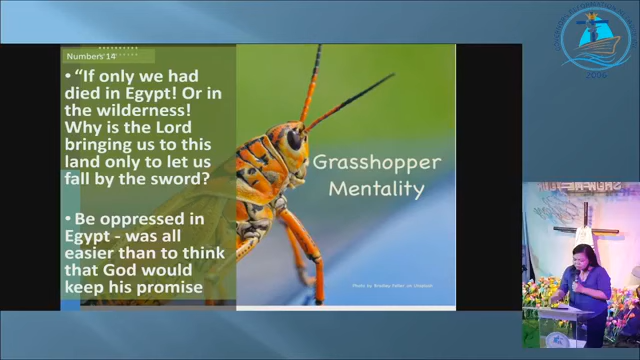 Numbers 14
• “If only we had
died in Egypt! Or in
the wilderness!
Why is the Lord
bringing us to this
land only to let us
fall by the sword?
• Be oppressed in
Egypt - was all
easier than to think
that God would
keep his promise
Grasshopper
Mentality
2006